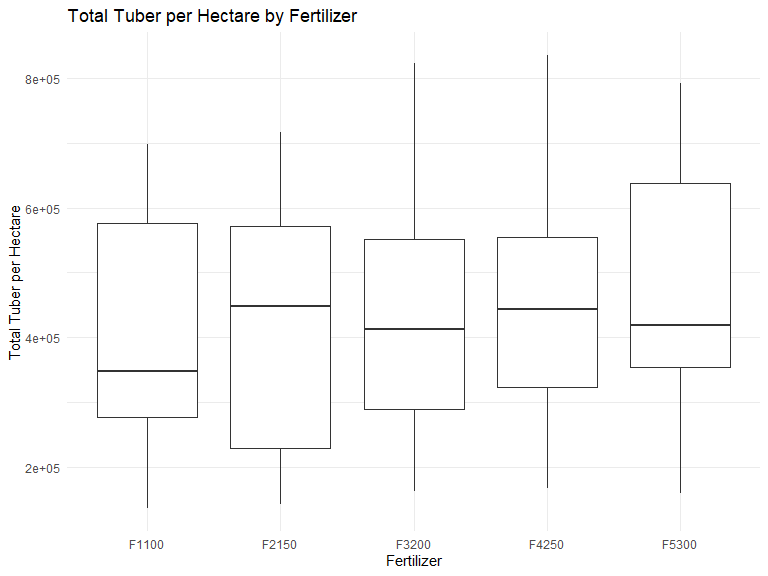 Total Tuber per Hectare by Fertilizer
Total Tuber per Hectare
8e+05
6e+05
4e+05
2e+05
F1100 F2150 F3200 F4250 F5300
Fertilizer